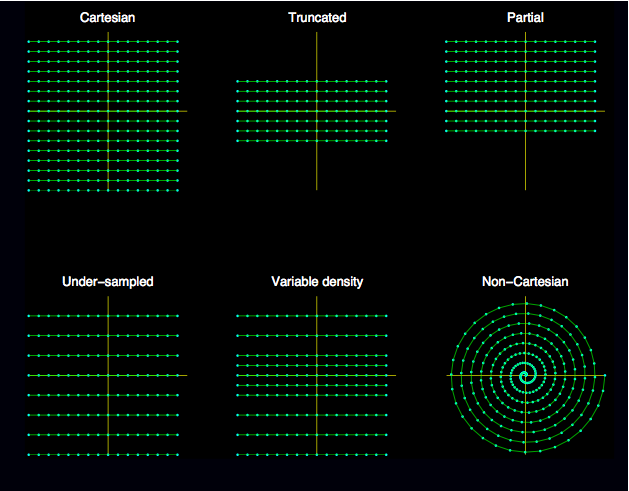 Cartesian
Truncated
Partial
Under-sampled
Variable density
Non-Cartesian